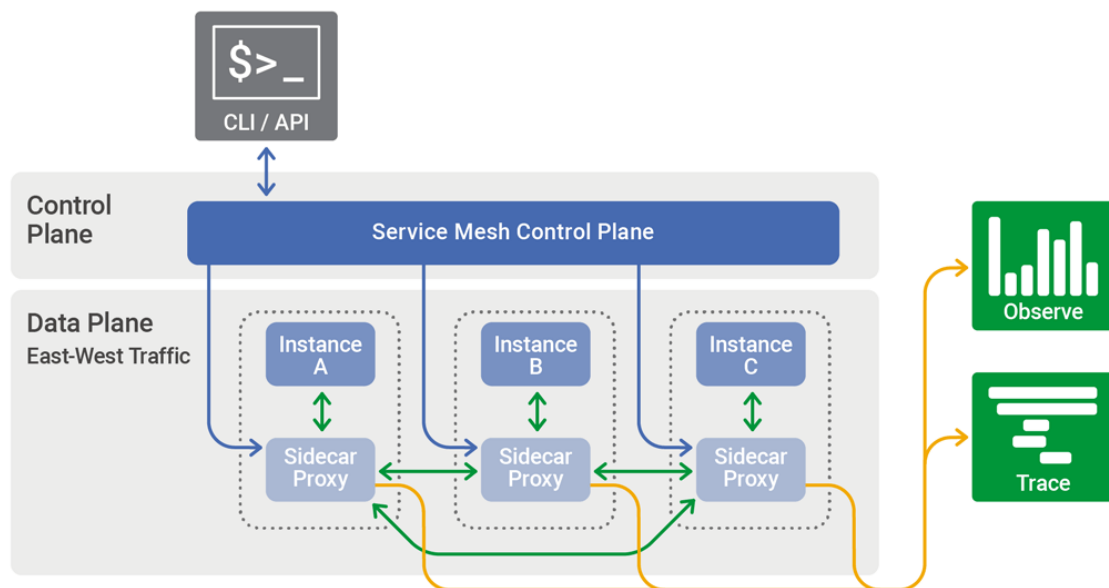 $>_
CLI / API
Control
Plane
Service Mesh Control Plane
Data Plane
East-West Traffic
Instance
A
Instance
B
Instance
C
Sidecar
Proxy
Sidecar
Proxy
Sidecar
Proxy
Observe
Trace